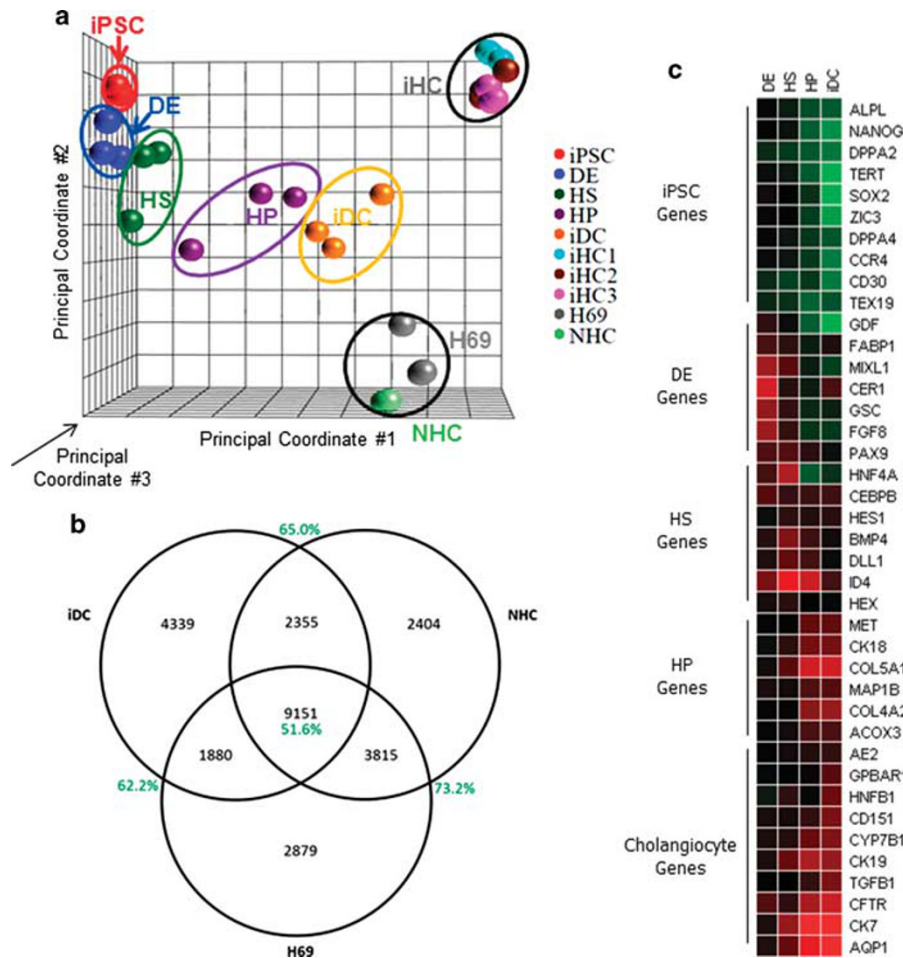 a
iPSC
DE
HS
HP
iDC
iHC
H69
NHC
Principal Coordinate #2
Principal Coordinate #1
Principal
Coordinate #3
iPSC
DE
HS
HP
iDC
iHC1
iHC2
iHC3
H69
NHC
b
65.0%
iDC
NHC
4339
2355
2404
9151
51.6%
1880
3815
62.2%
73.2%
2879
H69
c
DE HS HP iDC
iPSC
Genes
DE
Genes
HS
Genes
HP
Genes
Cholangiocyte
Genes
ALPL
NANOG
DPPA2
TERT
SOX2
ZIC3
DPPA4
CCR4
CD30
TEX19
GDF
FABP1
MIXL1
CER1
GSC
FGF8
PAX9
HNF4A
CEBPB
HES1
BMP4
DLL1
ID4
HEX
MET
CK18
COL5A1
MAP1B
COL4A2
ACOX3
AE2
GPBAR1
HNFB1
CD151
CYP7B1
CK19
TGFB1
CFTR
CK7
AQP1